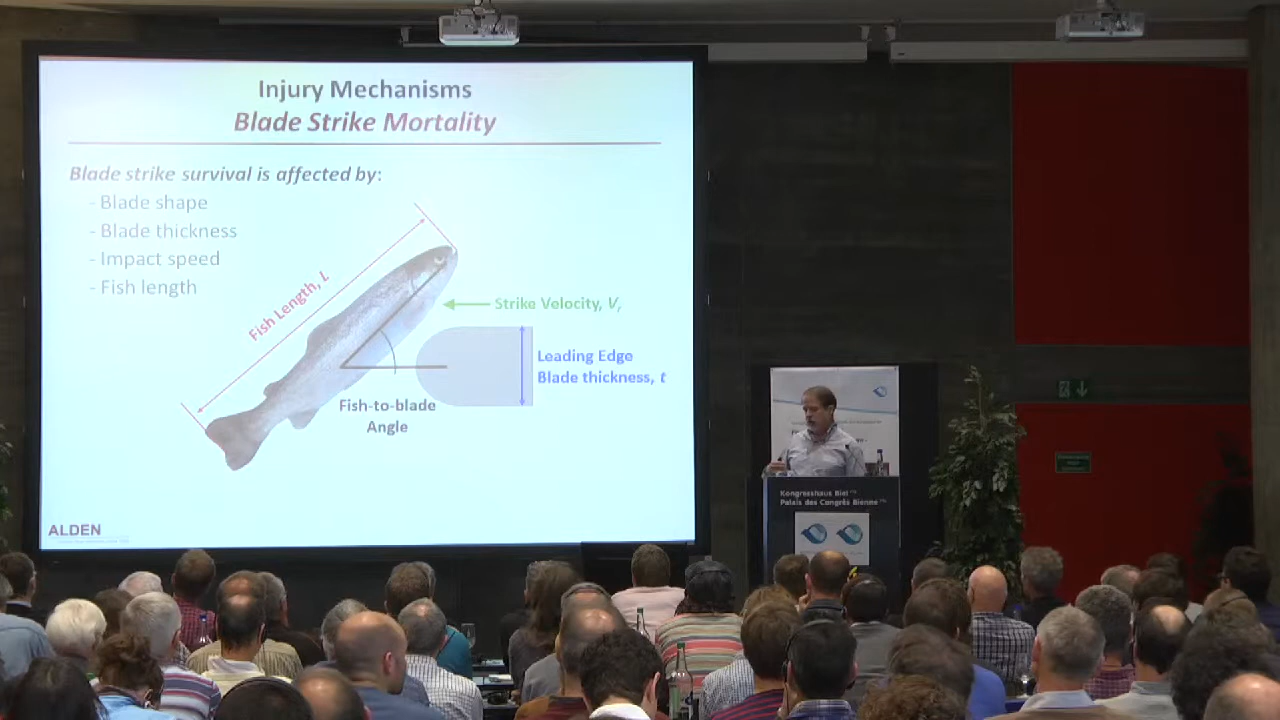 Injury Mechanisms
Blade Strike Mortality
Blade strike survival is affected by:
- Blade shape
- Blade thickness
- Impact speed
- Fish length
Fish Length, L
Strike Velocity, Vr
Leading Edge
Blade thickness, t
Fish-to-blade
Angle
ALDEN
Kongresshaus Biel
Palais des Congrès Bienne